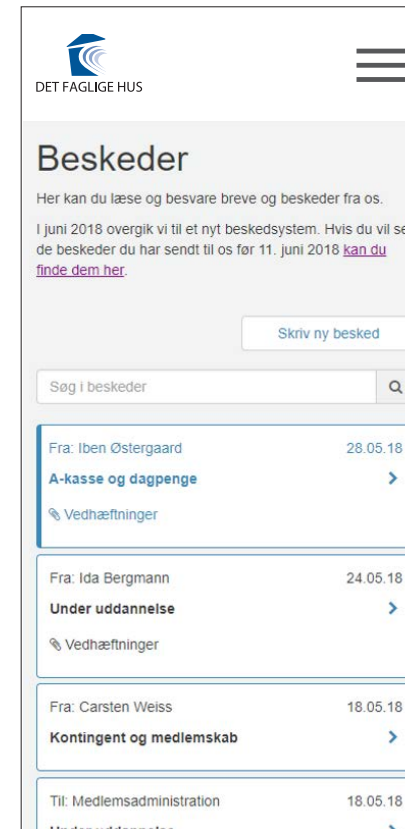 DET FAGLIGE HUS
Beskeder
Her kan du læse og besvare breve og beskeder fra os.
I juni 2018 overgik vi til et nyt beskedsystem. Hvis du vil se
de beskeder du har sendt til os før 11. juni 2018 kan du
finde dem her.
Skriv ny besked
Søg i beskeder
Fra: Iben Østergaard 28.05.18
A-kasse og dagpenge
Vedhæftninger
Fra: Ida Bergmann 24.05.18
Under uddannelse
Vedhæftninger
Fra: Carsten Weiss 18.05.18
Kontingent og medlemskab
Til: Medlemsadministration 18.05.18
Under uddannelse